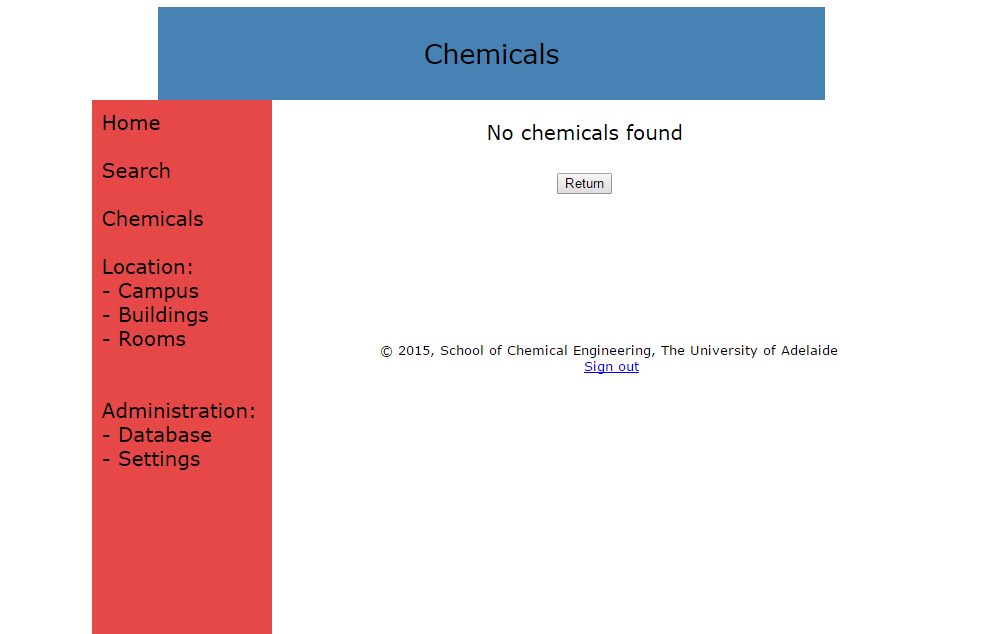 Chemicals
Home
Search
Chemicals
Location:
- Campus
- Buildings
- Rooms
Administration:
- Database
- Settings
No chemicals found
Return
© 2015, School of Chemical Engineering, The University of Adelaide
Sign out